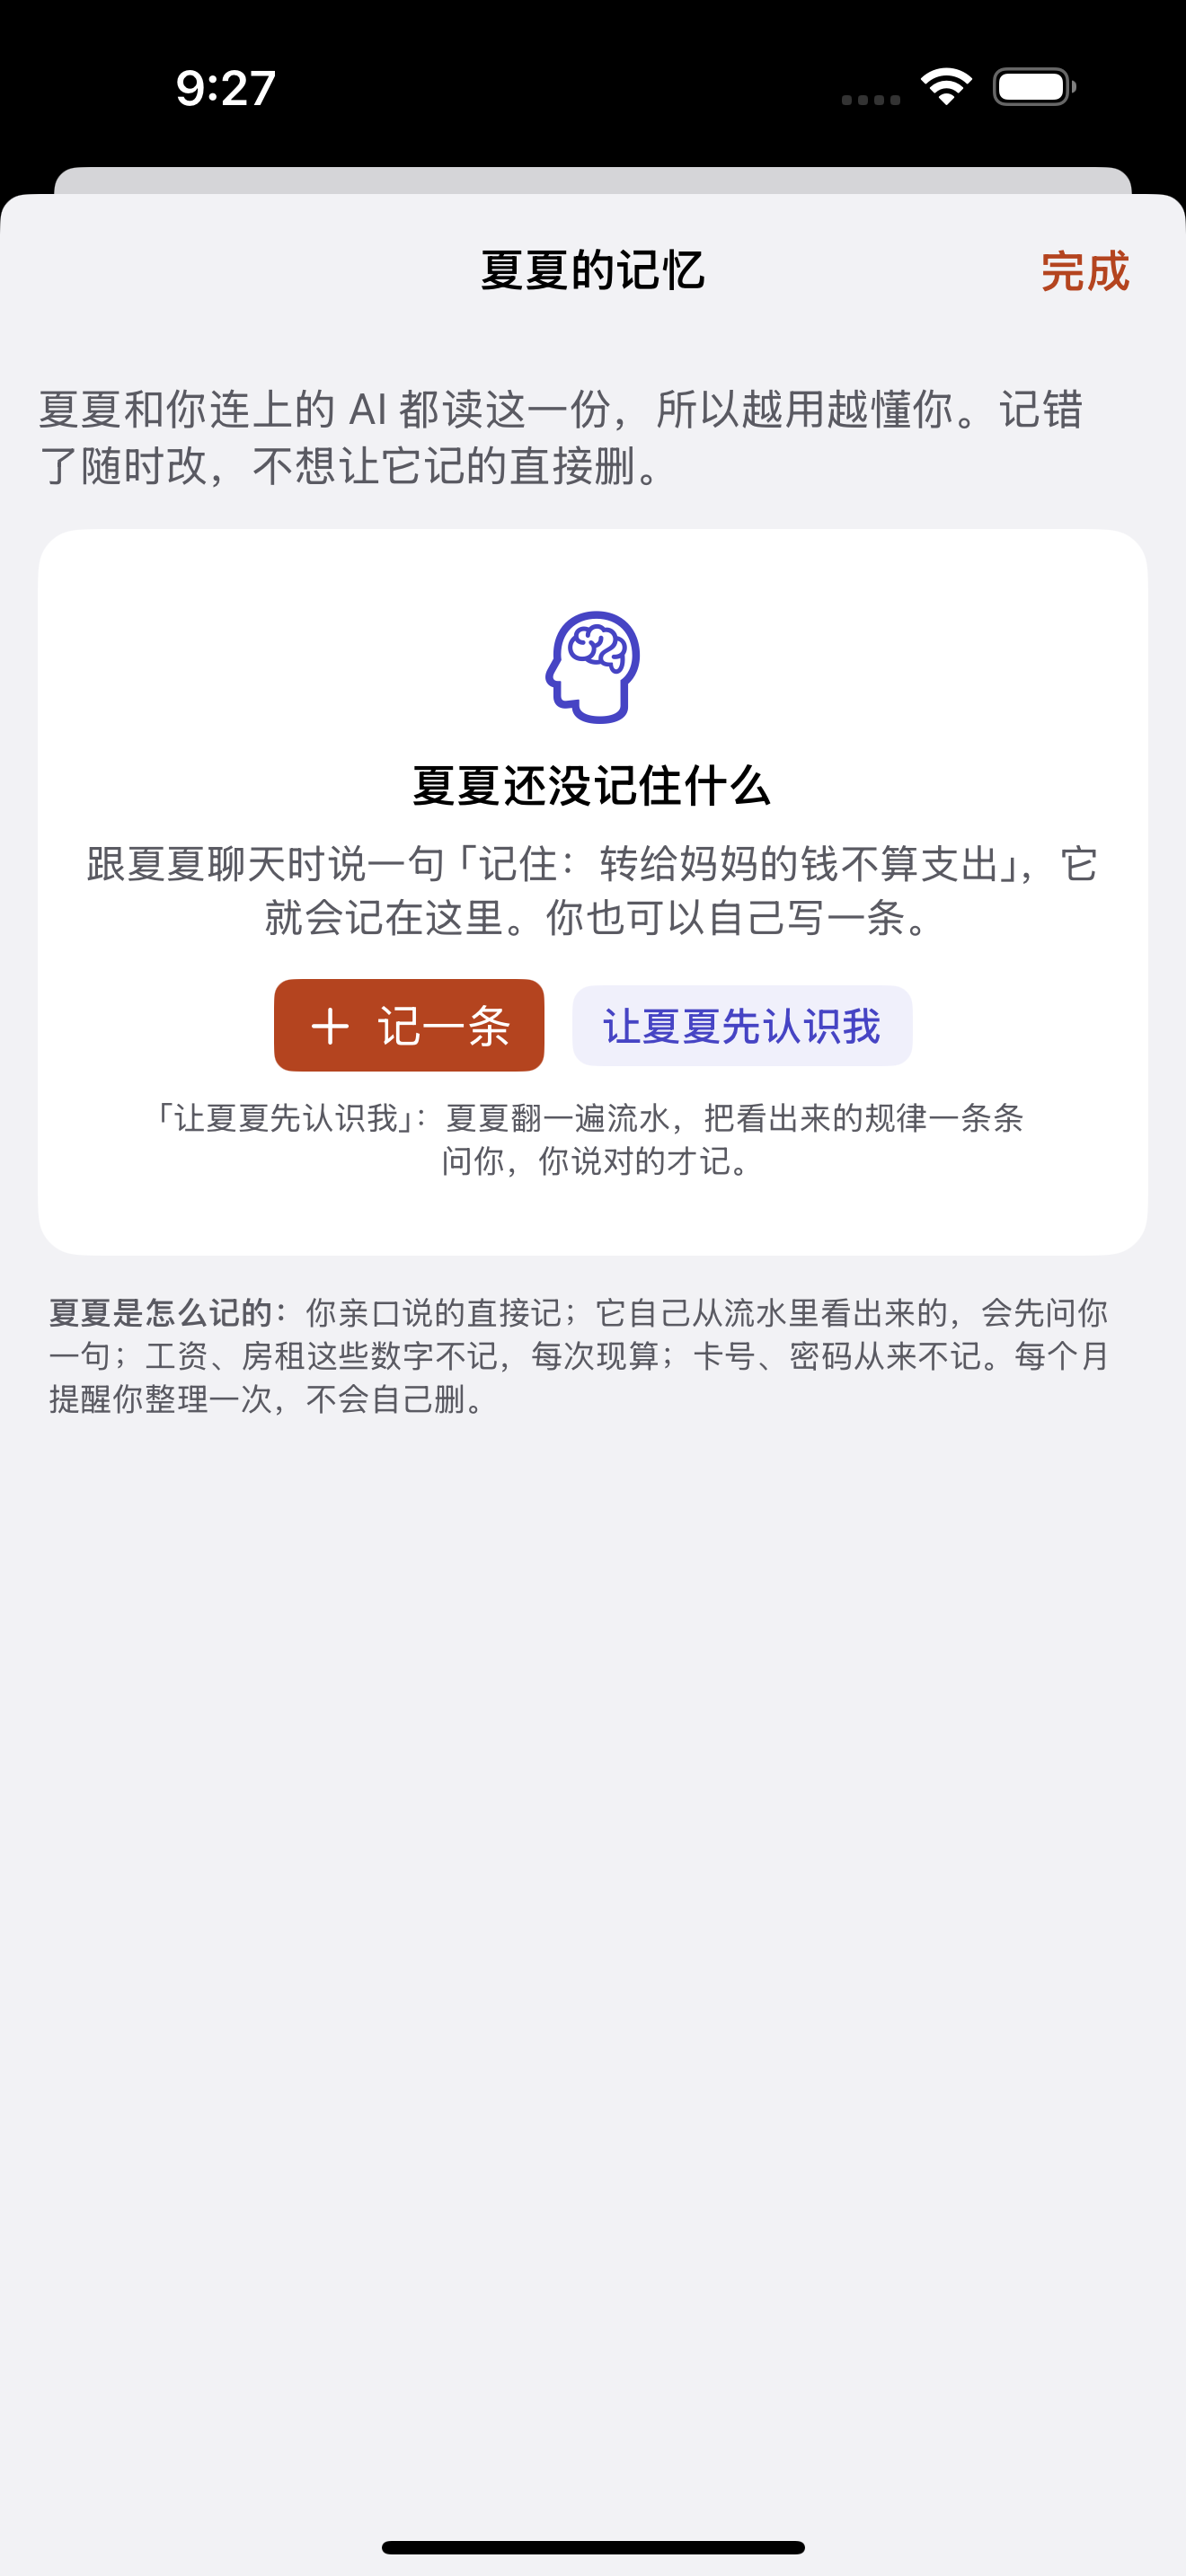 9:27
夏夏的记忆
完成
夏夏和你连上的 AI 都读这一份，所以越用越懂你。记错
了随时改，不想让它记的直接删。
夏夏还没记住什么
跟夏夏聊天时说一句「记住：转给妈妈的钱不算支出」，它
就会记在这里。你也可以自己写一条。
记一条
让夏夏先认识我
「让夏夏先认识我」：夏夏翻一遍流水，把看出来的规律一条条
问你，你说对的才记。
夏夏是怎么记的：你亲口说的直接记；它自己从流水里看出来的，会先问你
一句；工资、房租这些数字不记，每次现算；卡号、密码从来不记。每个月
提醒你整理一次，不会自己删。